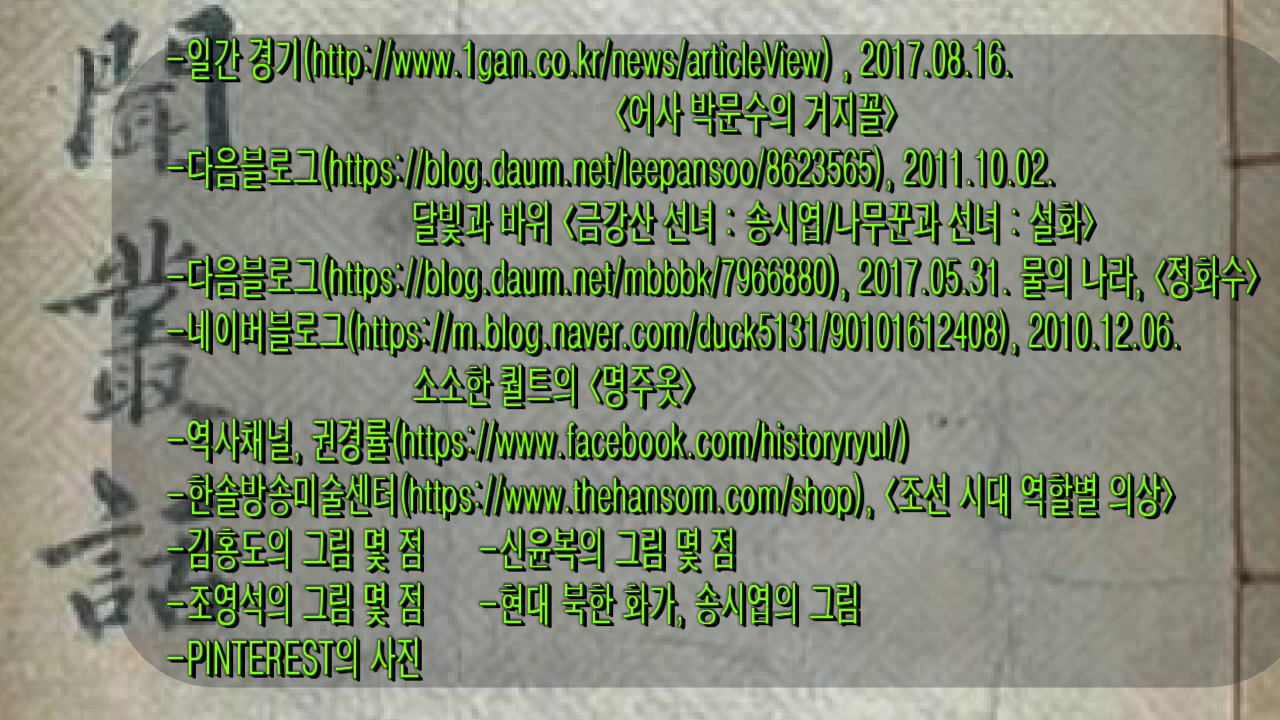 聞
叢
記
-일간 경기(http://www.1gan.co.kr/news/articleView) , 2017.08.16.
<어사 박문수의 거지꼴>
-다음블로그(https://blog.daum.net/leepansoo/8623565), 2011.10.02.
달빛과 바위 <금강산 선녀 : 송시엽/나무꾼과 선녀 : 설화>
-다음블로그(https://blog.daum.net/mbbbk/7966880), 2017.05.31. 물의 나라, <정화수>
-네이버블로그(https://m.blog.naver.com/duck5131/90101612408), 2010.12.06.
소소한 퀼트의 <명주옷>
-역사채널, 권경률(https://www.facebook.com/historyryul/)
-한솔방송미술센터(https://www.thehansom.com/shop), <조선 시대 역할별 의상>
-김홍도의 그림 몇 점 -신윤복의 그림 몇 점
-조영석의 그림 몇 점 -현대 북한 화가, 송시엽의 그림
-PINTEREST의 사진